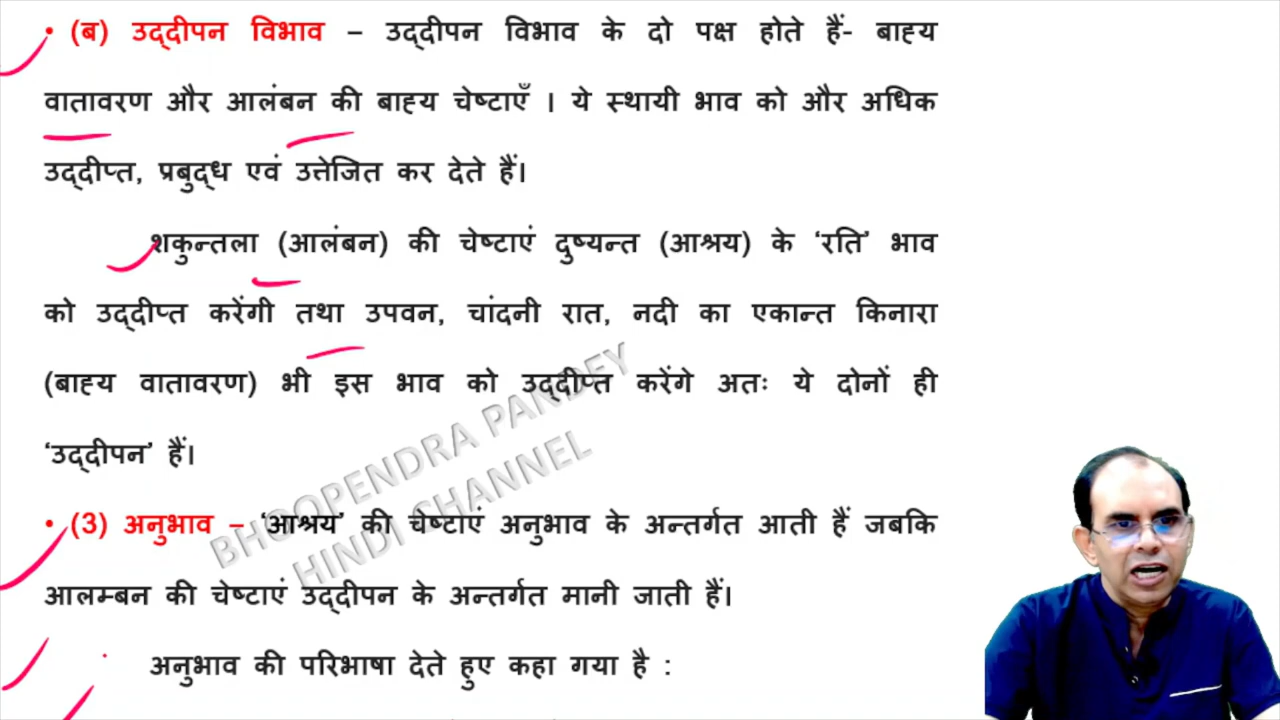 • (ब) उद्दीपन विभाव – उद्दीपन विभाव के दो पक्ष होते हैं- बाह्य
वातावरण और आलंबन की बाह्य चेष्टाएँ । ये स्थायी भाव को और अधिक
उद्दीप्त, प्रबुद्ध एवं उत्तेजित कर देते हैं।
शकुन्तला (आलंबन) की चेष्टाएं दुष्यन्त (आश्रय) के ‘रति’ भाव
को उद्दीप्त करेंगी तथा उपवन, चांदनी रात, नदी का एकान्त किनारा
(बाह्य वातावरण) भी इस भाव को उद्दीप्त करेंगे अतः ये दोनों ही
‘उद्दीपन’ हैं।
BHOOPENDRA PANDEY
HINDI CHANNEL
• (3) अनुभाव – ‘आश्रय’ की चेष्टाएं अनुभाव के अन्तर्गत आती हैं जबकि
आलम्बन की चेष्टाएं उद्दीपन के अन्तर्गत मानी जाती हैं।
अनुभाव की परिभाषा देते हुए कहा गया है :